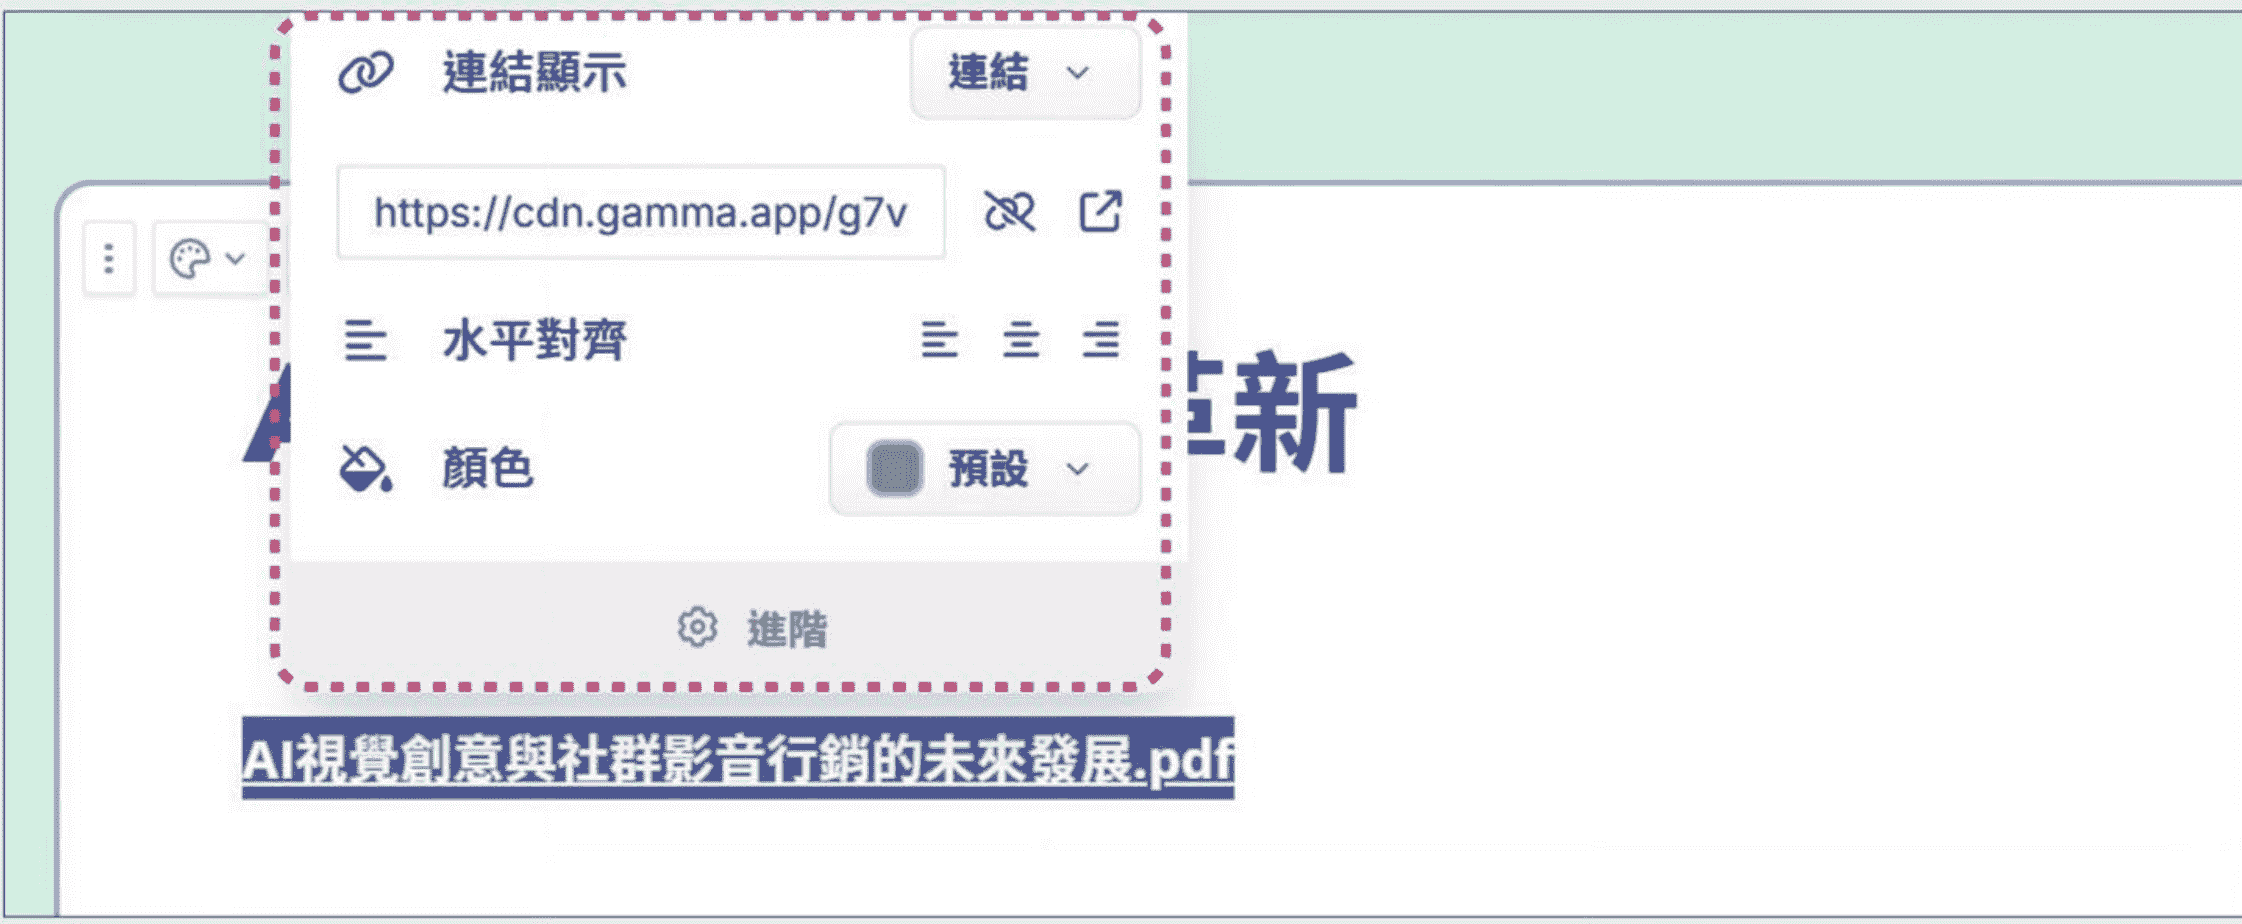 連結顯示
連結
https://cdn.gamma.app/g7v
水平對齊
革新
顏色
預設
進階
AI視覺創意與社群影音行銷的未來發展.pdf